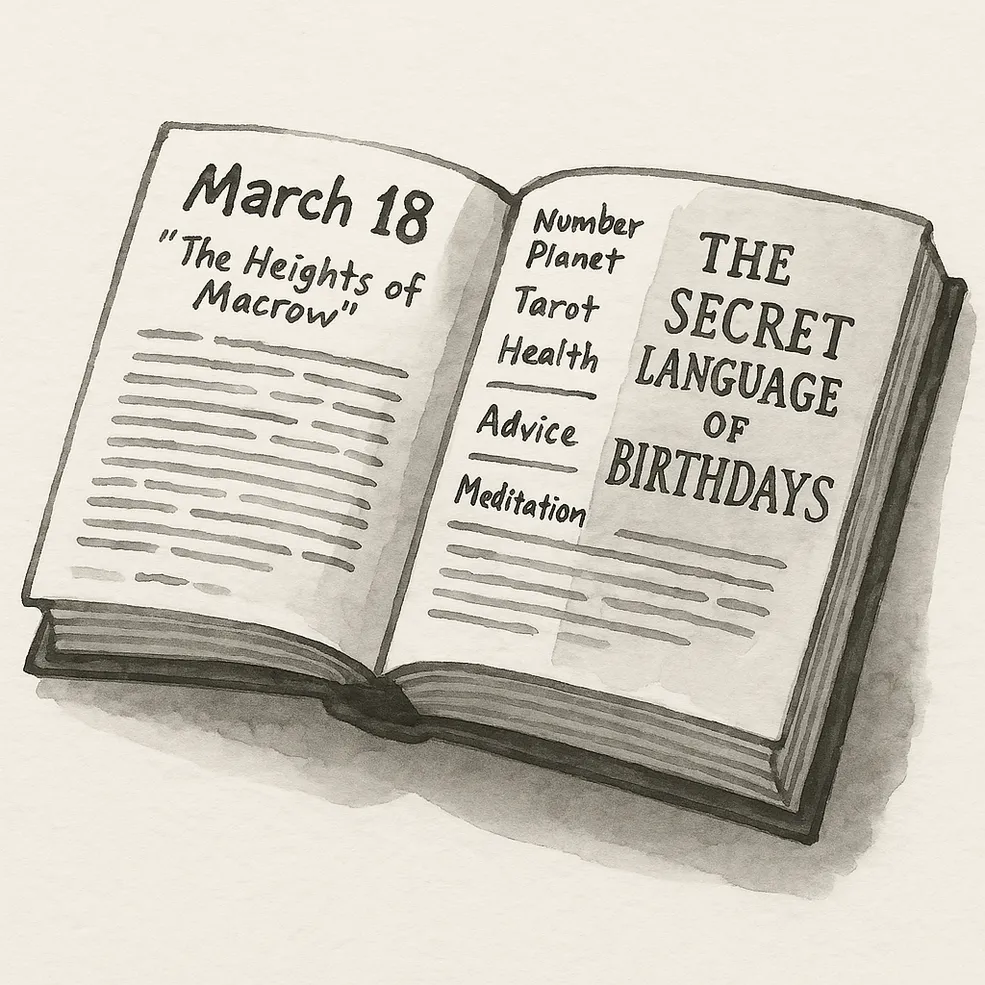 March 18
"The Heights of
Macrow"
Number
Planet
Tarot
Health
Advice
Meditation
THE
SECRET
LANGUAGE
OF
BIRTHDAYS